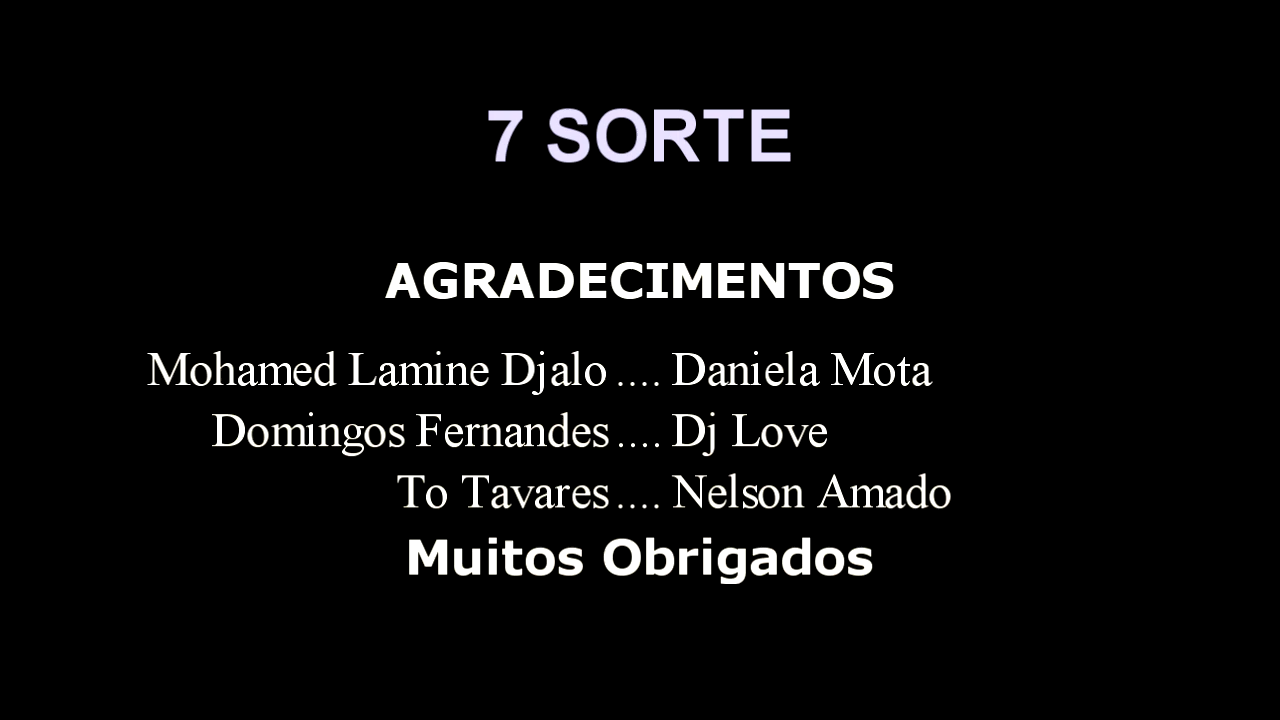 7 SORTE
AGRADECIMENTOS
Mohamed Lamine Djalo .... Daniela Mota
Domingos Fernandes .... Dj Love
To Tavares .... Nelson Amado
Muitos Obrigados